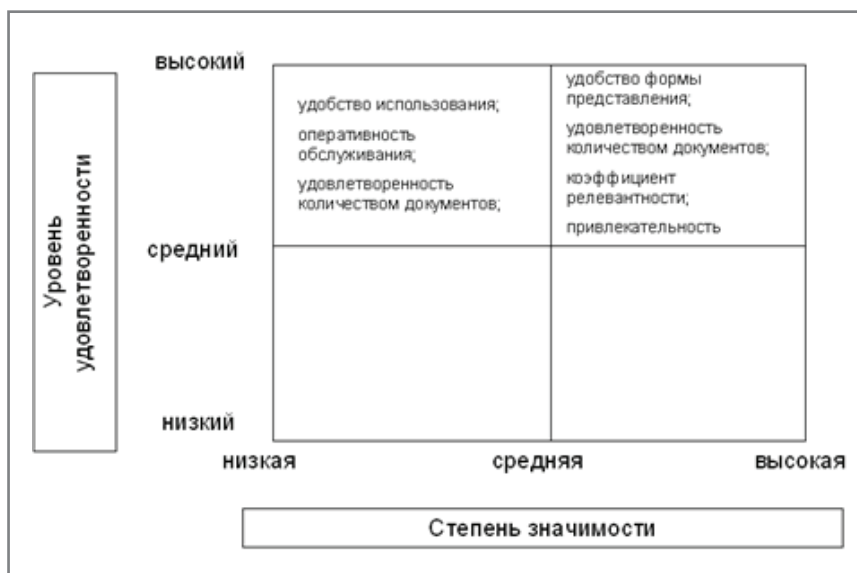 высокий
удобство использования;
оперативность
обслуживания;
удовлетворенность
количеством документов;
удобство формы
представления;
удовлетворенность
количеством документов;
коэффициент
релевантности;
привлекательность
Уровень
удовлетворенности
средний
низкий
низкая
средняя
высокая
Степень значимости